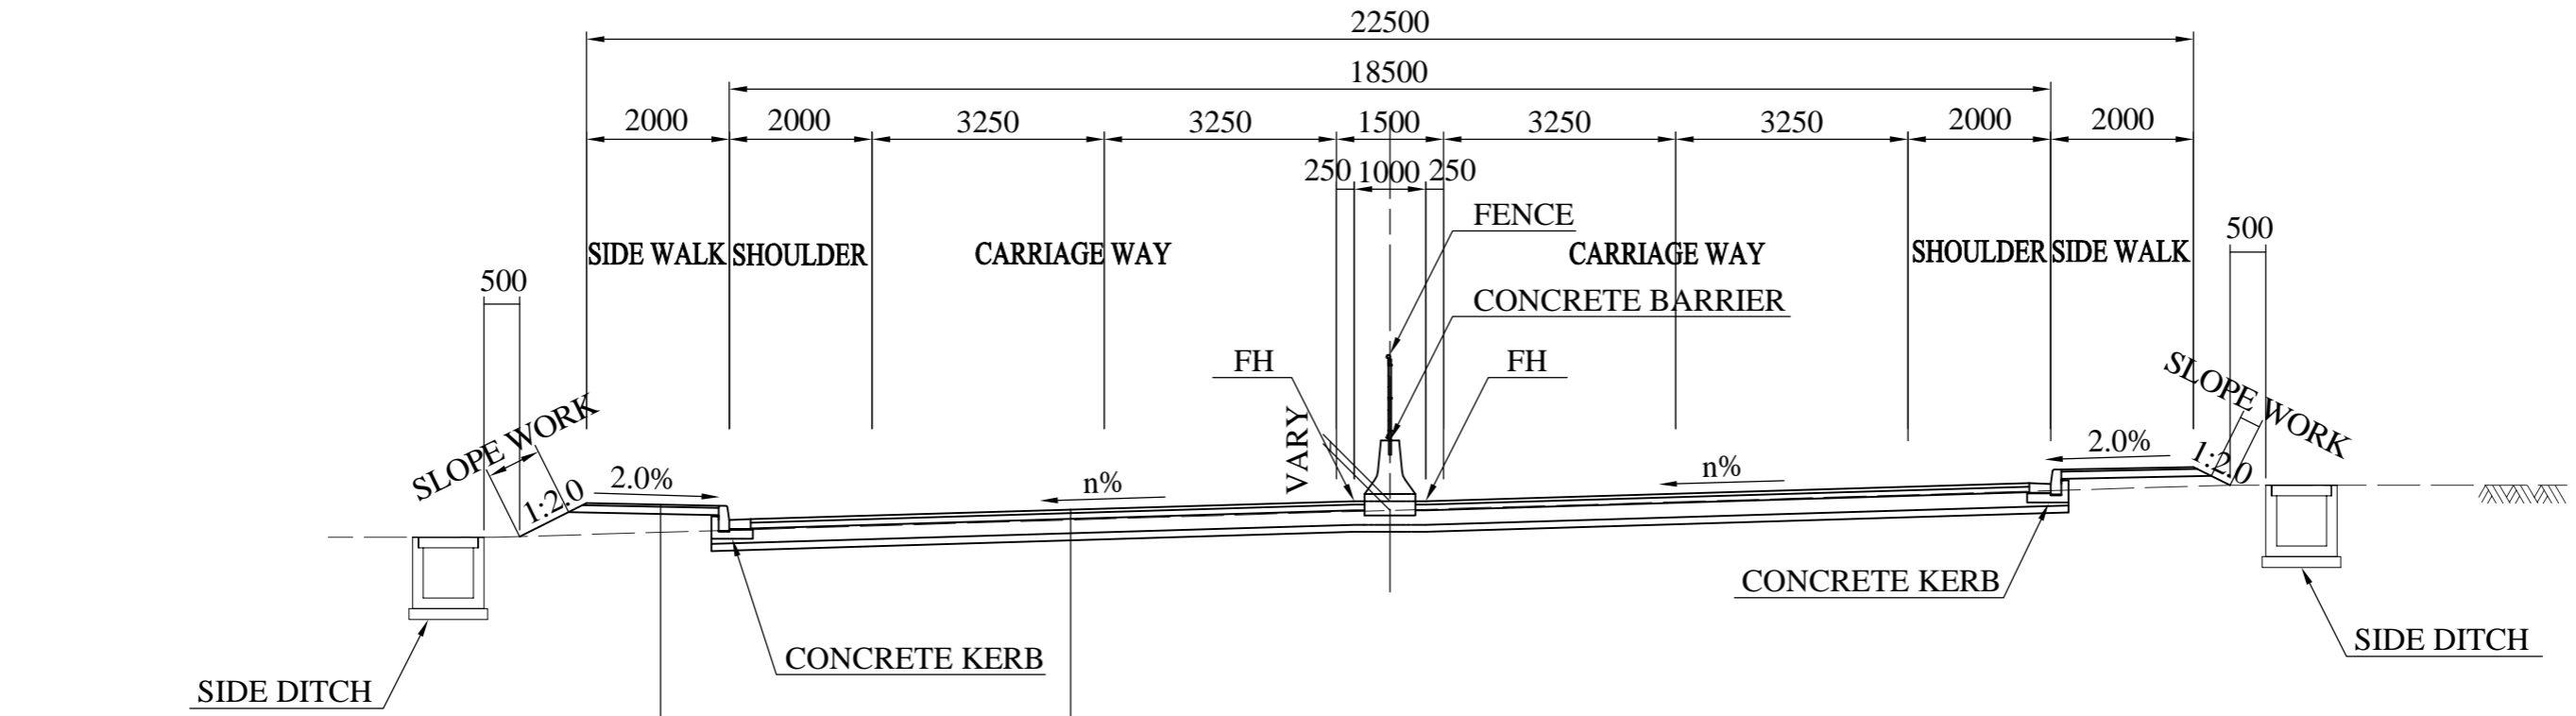 22500
18500
2000 2000 3250 3250 1500 3250 3250 2000 2000
250 1000 250
FENCE
SIDE WALK SHOULDER CARRIAGE WAY CARRIAGE WAY SHOULDER SIDE WALK
500
500
CONCRETE BARRIER
FH FH
SLOPE WORK
SLOPE WORK
VARY
1:2.0
2.0%
n%
n%
2.0%
1:2.0
CONCRETE KERB
CONCRETE KERB
SIDE DITCH
SIDE DITCH